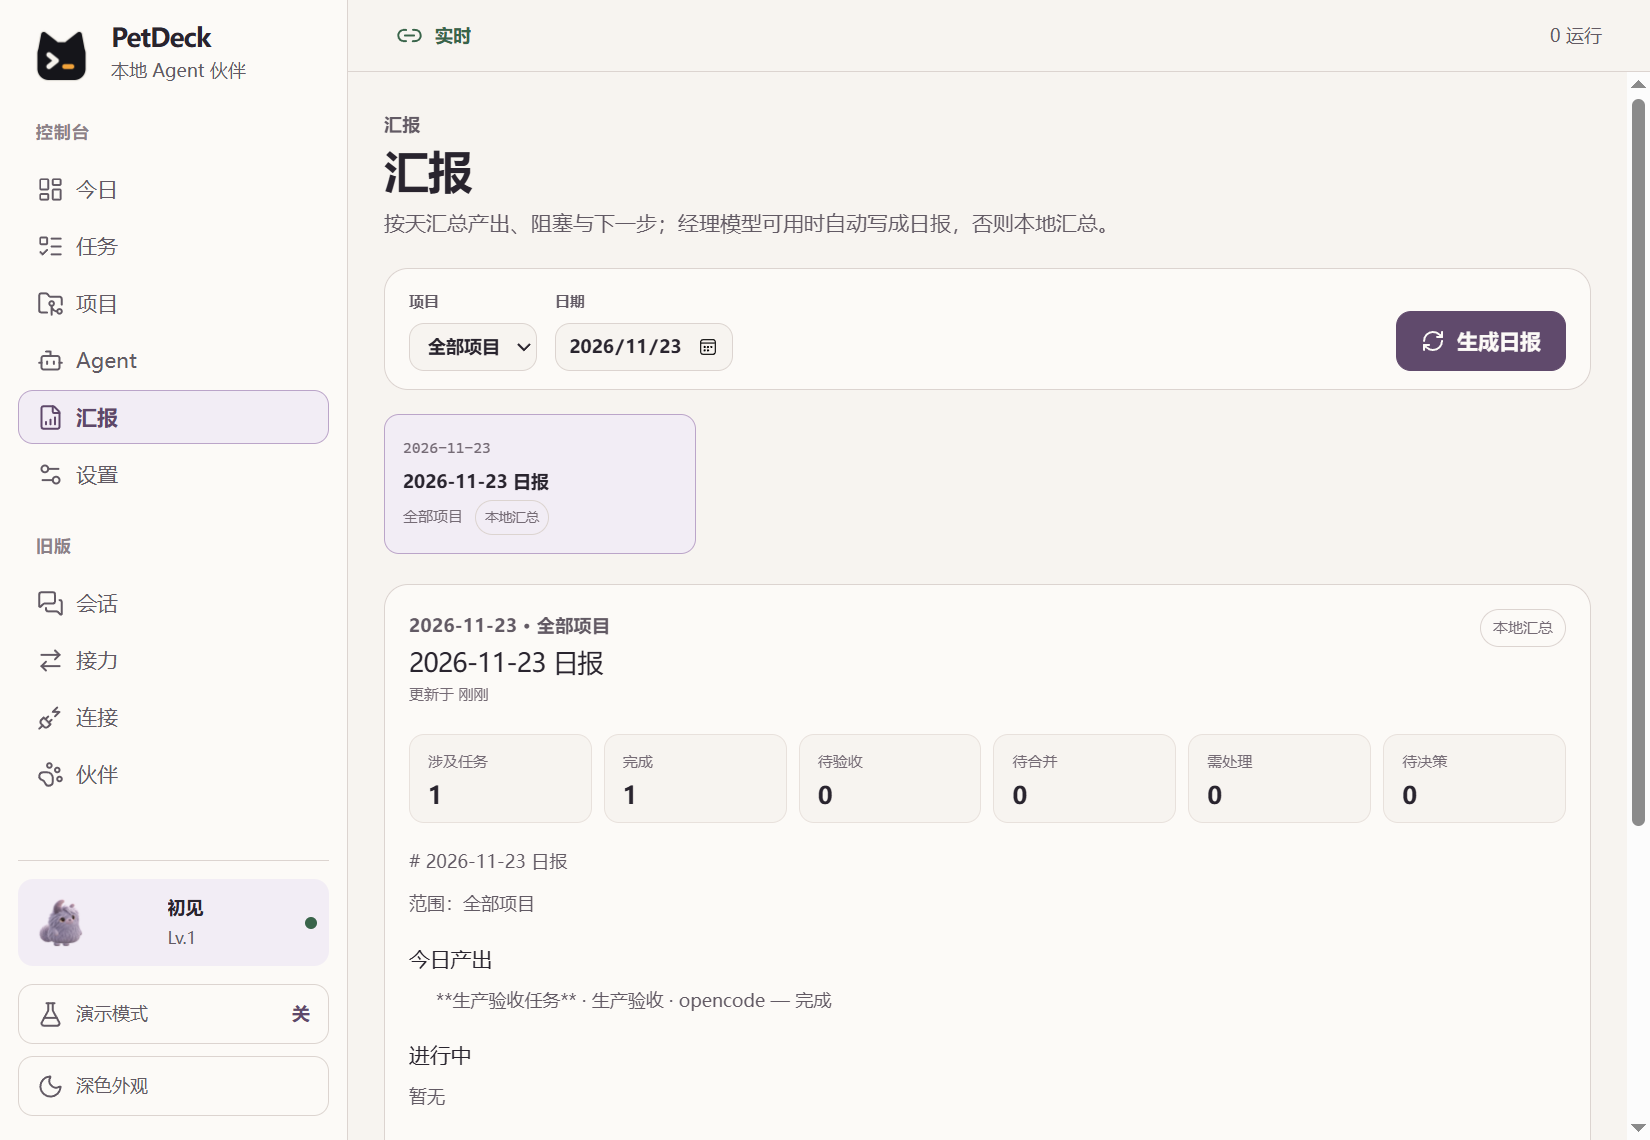 PetDeck
本地 Agent 伙伴
控制台
今日
任务
项目
Agent
汇报
设置
旧版
会话
接力
连接
伙伴
初见
Lv.1
演示模式 关
深色外观
实时
0 运行
汇报
汇报
按天汇总产出、阻塞与下一步；经理模型可用时自动写成日报，否则本地汇总。
项目 日期
全部项目 2026/11/23
生成日报
2026-11-23
2026-11-23 日报
全部项目 本地汇总
2026-11-23 • 全部项目
本地汇总
2026-11-23 日报
更新于 刚刚
涉及任务 完成 待验收 待合并 需处理 待决策
1 1 0 0 0 0
# 2026-11-23 日报
范围：全部项目
今日产出
**生产验收任务** · 生产验收 · opencode — 完成
进行中
暂无